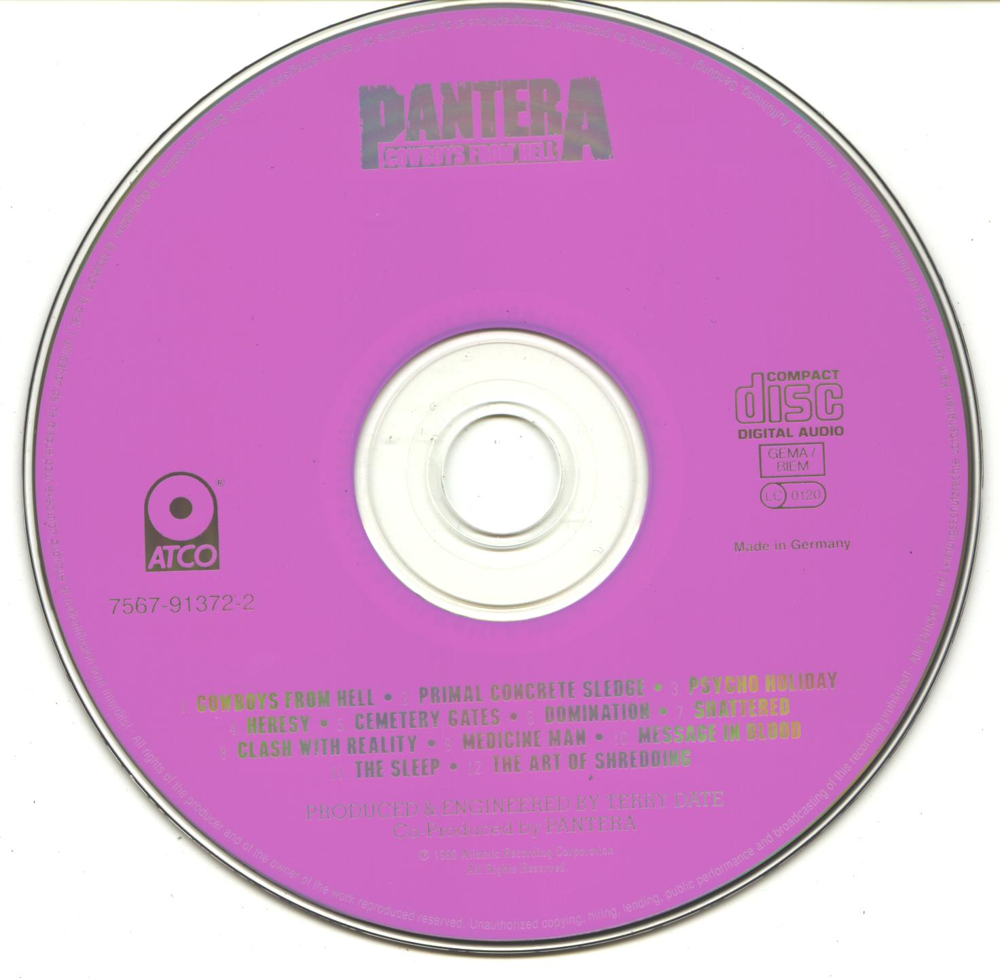 PANTERA
COWBOYS FROM HELL
COMPACT
disc
DIGITAL AUDIO
GEMA /
BIEM
LC 0120
Made in Germany
®
ATCO
7567-91372-2
1 COWBOYS FROM HELL • 2 PRIMAL CONCRETE SLEDGE • 3 PSYCHO HOLIDAY
4 HERESY • 5 CEMETERY GATES • 6 DOMINATION • 7 SHATTERED
8 CLASH WITH REALITY • 9 MEDICINE MAN • 10 MESSAGE IN BLOOD
11 THE SLEEP • 12 THE ART OF SHREDDING
PRODUCED & ENGINEERED BY TERRY DATE
Co-Produced by PANTERA
℗ 1990 Atlantic Recording Corporation
All Rights Reserved.
All rights of the producer and of the owner of the work reproduced reserved. Unauthorized copying, hiring, lending, public performance and broadcasting of this recording prohibited! · Alle Urheber- und Leistungsschutzrechte vorbehalten. Kein Verleih! Keine unerlaubte Vervielfältigung, Vermietung, Aufführung, Sendung! · Tous droits du producteur phonographique et du propriétaire de l'œuvre enregistrée réservés. Sauf autorisation, la duplication, la location, le prêt, l'utilisation de ce disque pour exécution publique et radiodiffusion sont interdits!